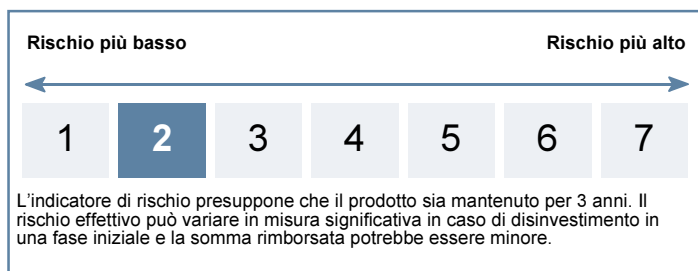 Rischio più basso Rischio più alto
1 2 3 4 5 6 7
L'indicatore di rischio presuppone che il prodotto sia mantenuto per 3 anni. Il
rischio effettivo può variare in misura significativa in caso di disinvestimento in
una fase iniziale e la somma rimborsata potrebbe essere minore.